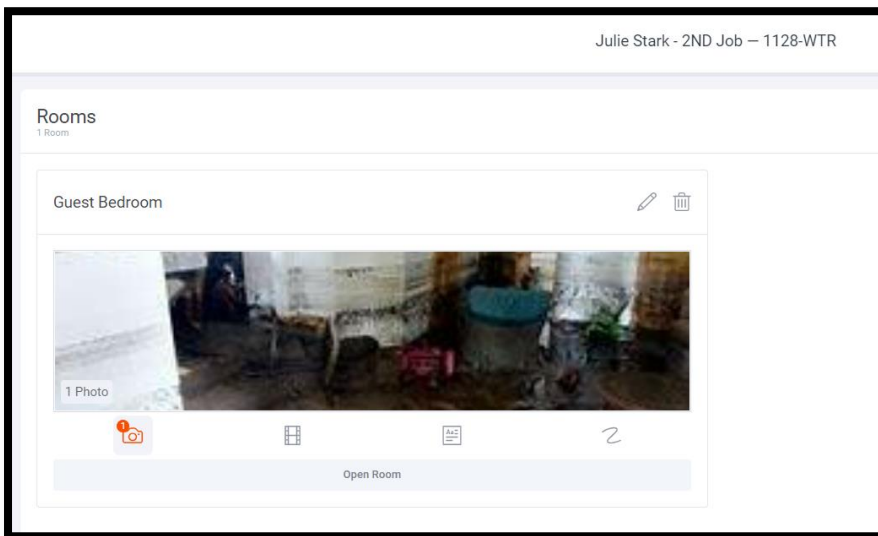 Julie Stark - 2ND Job — 1128-WTR
Rooms
1 Room
Guest Bedroom
1 Photo
1
Open Room